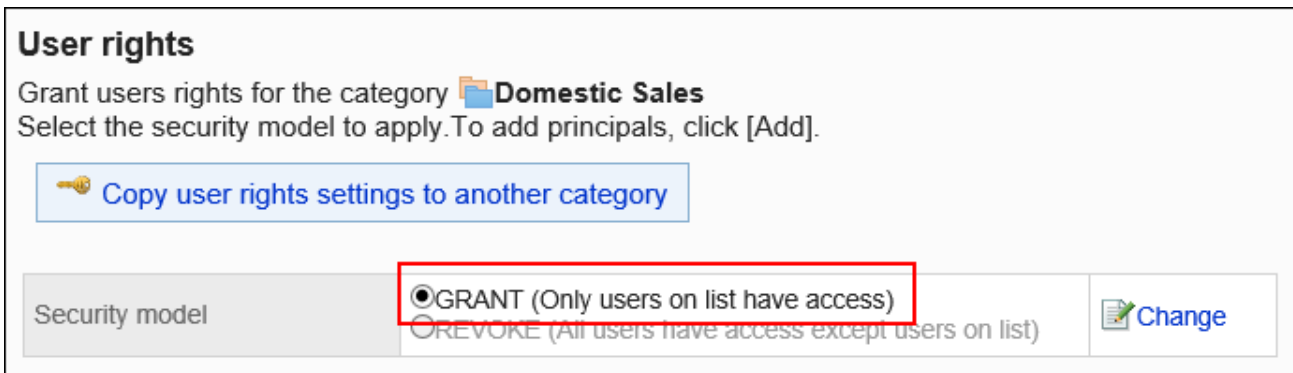 User rights
Grant users rights for the category Domestic Sales
Select the security model to apply.To add principals, click [Add].
Copy user rights settings to another category
Security model
GRANT (Only users on list have access)
REVOKE (All users have access except users on list)
Change